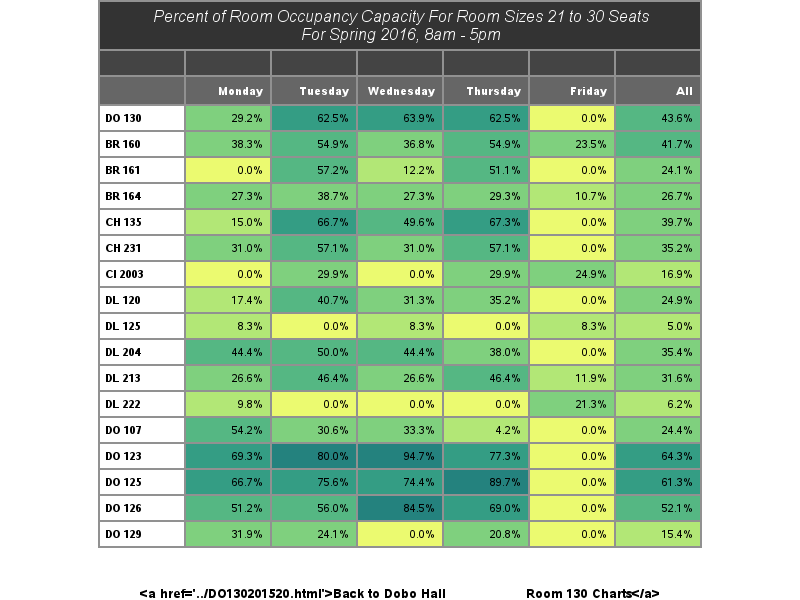 Percent of Room Occupancy Capacity For Room Sizes 21 to 30 Seats
For Spring 2016, 8am - 5pm
Monday Tuesday Wednesday Thursday Friday All
DO 130 29.2% 62.5% 63.9% 62.5% 0.0% 43.6%
BR 160 38.3% 54.9% 36.8% 54.9% 23.5% 41.7%
BR 161 0.0% 57.2% 12.2% 51.1% 0.0% 24.1%
BR 164 27.3% 38.7% 27.3% 29.3% 10.7% 26.7%
CH 135 15.0% 66.7% 49.6% 67.3% 0.0% 39.7%
CH 231 31.0% 57.1% 31.0% 57.1% 0.0% 35.2%
CI 2003 0.0% 29.9% 0.0% 29.9% 24.9% 16.9%
DL 120 17.4% 40.7% 31.3% 35.2% 0.0% 24.9%
DL 125 8.3% 0.0% 8.3% 0.0% 8.3% 5.0%
DL 204 44.4% 50.0% 44.4% 38.0% 0.0% 35.4%
DL 213 26.6% 46.4% 26.6% 46.4% 11.9% 31.6%
DL 222 9.8% 0.0% 0.0% 0.0% 21.3% 6.2%
DO 107 54.2% 30.6% 33.3% 4.2% 0.0% 24.4%
DO 123 69.3% 80.0% 94.7% 77.3% 0.0% 64.3%
DO 125 66.7% 75.6% 74.4% 89.7% 0.0% 61.3%
DO 126 51.2% 56.0% 84.5% 69.0% 0.0% 52.1%
DO 129 31.9% 24.1% 0.0% 20.8% 0.0% 15.4%
<a href='../DO130201520.html'>Back to Dobo Hall Room 130 Charts</a>